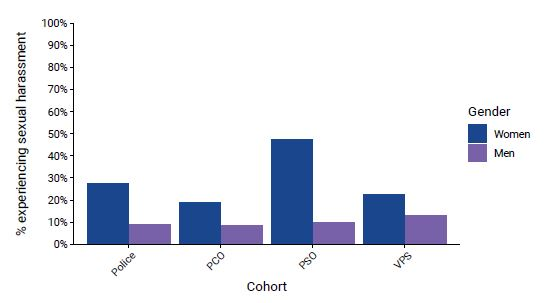 100%
90%
80%
70%
60%
50%
40%
30%
20%
10%
0%
% experiencing sexual harassment
Police
PCO
PSO
VPS
Cohort
Gender
Women
Men